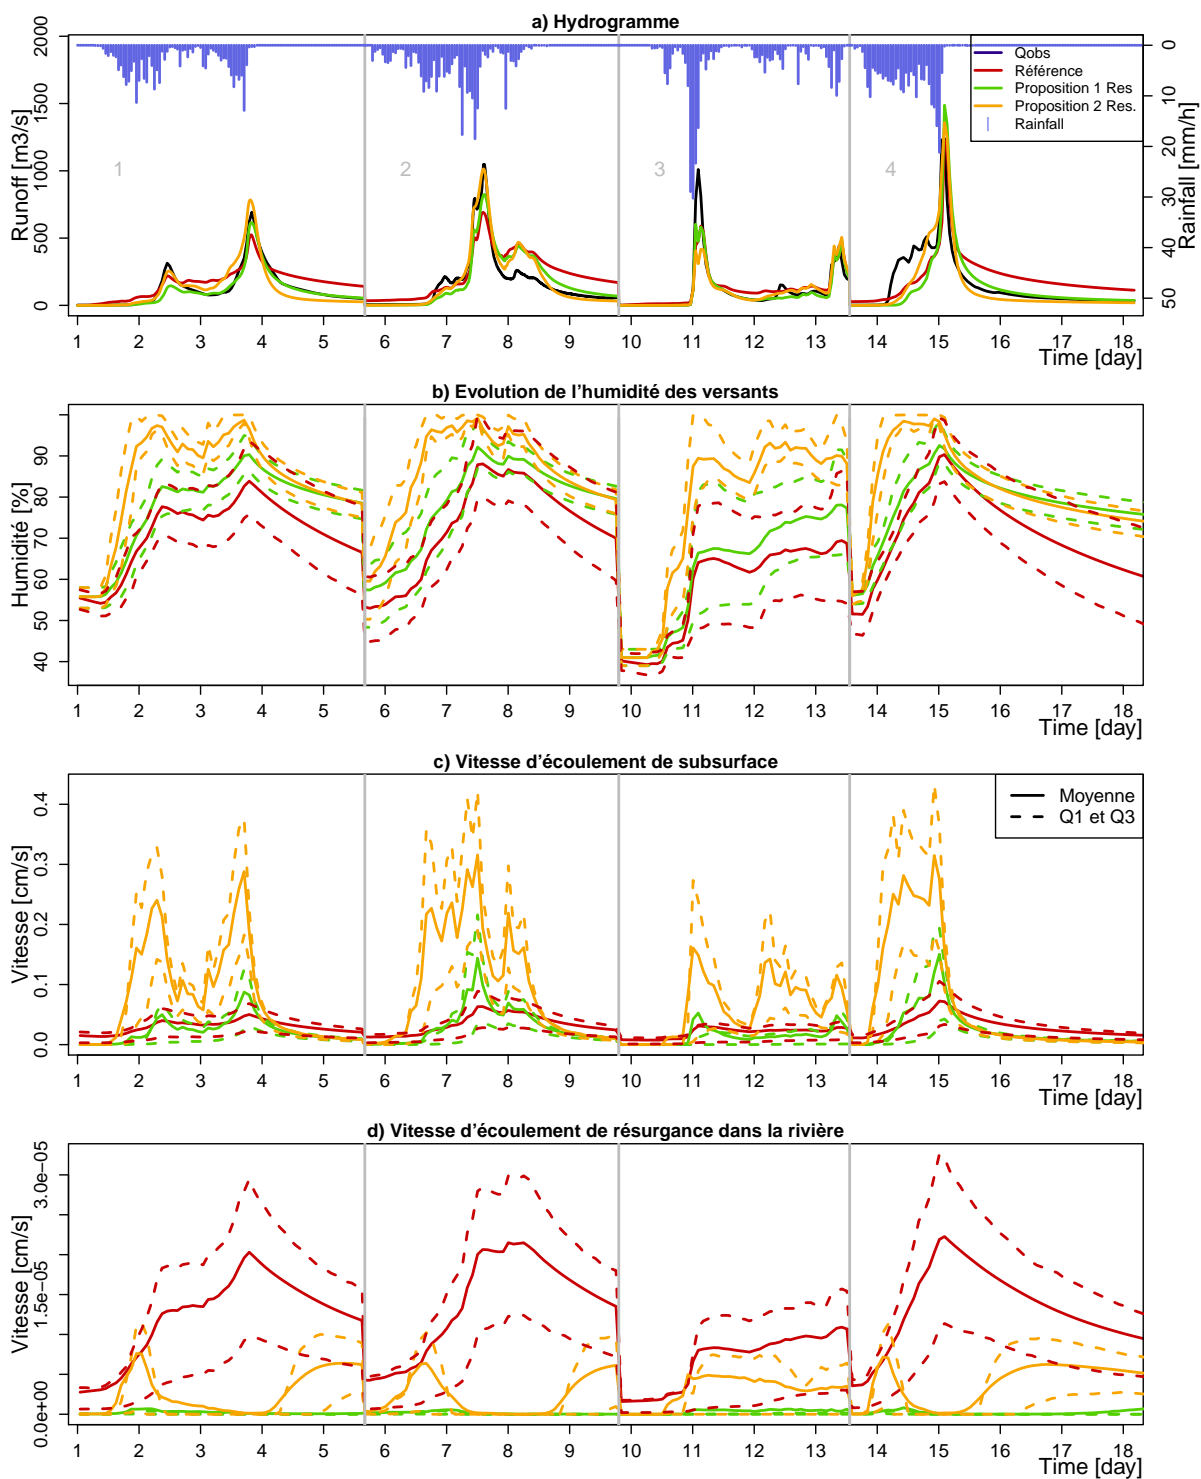 a) Hydrogramme
Runoff [m3/s]
0 500 1000 1500 2000
Rainfall [mm/h]
0 10 20 30 40 50
Qobs
Référence
Proposition 1 Res
Proposition 2 Res.
Rainfall
1 2 3 4
1 2 3 4 5 6 7 8 9 10 11 12 13 14 15 16 17 18
Time [day]
b) Evolution de l'humidité des versants
Humidité [%]
40 50 60 70 80 90
1 2 3 4 5 6 7 8 9 10 11 12 13 14 15 16 17 18
Time [day]
c) Vitesse d'écoulement de subsurface
Vitesse [cm/s]
0.0 0.1 0.2 0.3 0.4
Moyenne
Q1 et Q3
1 2 3 4 5 6 7 8 9 10 11 12 13 14 15 16 17 18
Time [day]
d) Vitesse d'écoulement de résurgance dans la rivière
Vitesse [cm/s]
0.0e+00 1.5e−05 3.0e−05
1 2 3 4 5 6 7 8 9 10 11 12 13 14 15 16 17 18
Time [day]